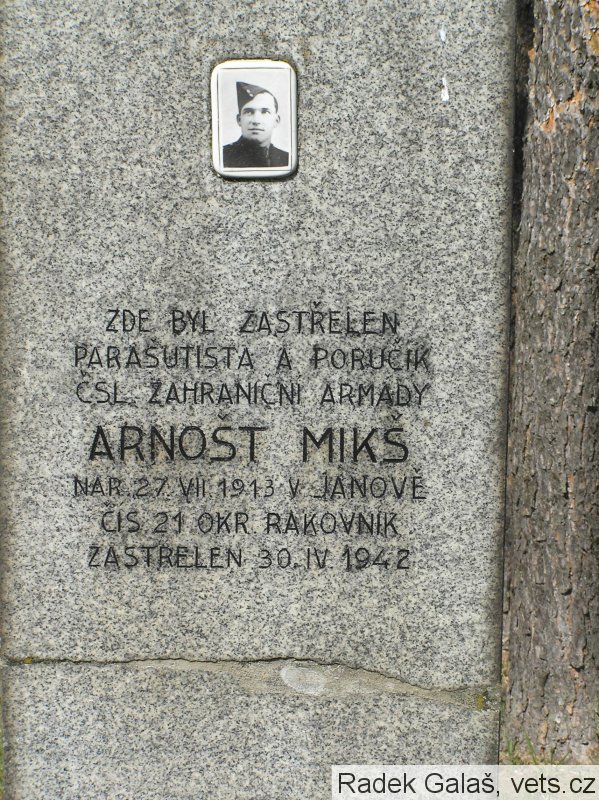 ZDE BYL ZASTŘELEN
PARAŠUTISTA A PORUČÍK
ČSL. ZAHRANIČNÍ ARMÁDY
ARNOŠT MIKŠ
NAR. 27. VII. 1913 V JANOVĚ
ČÍS. 21 OKR. RAKOVNÍK
ZASTŘELEN 30. IV. 1942
Radek Galaš, vets.cz